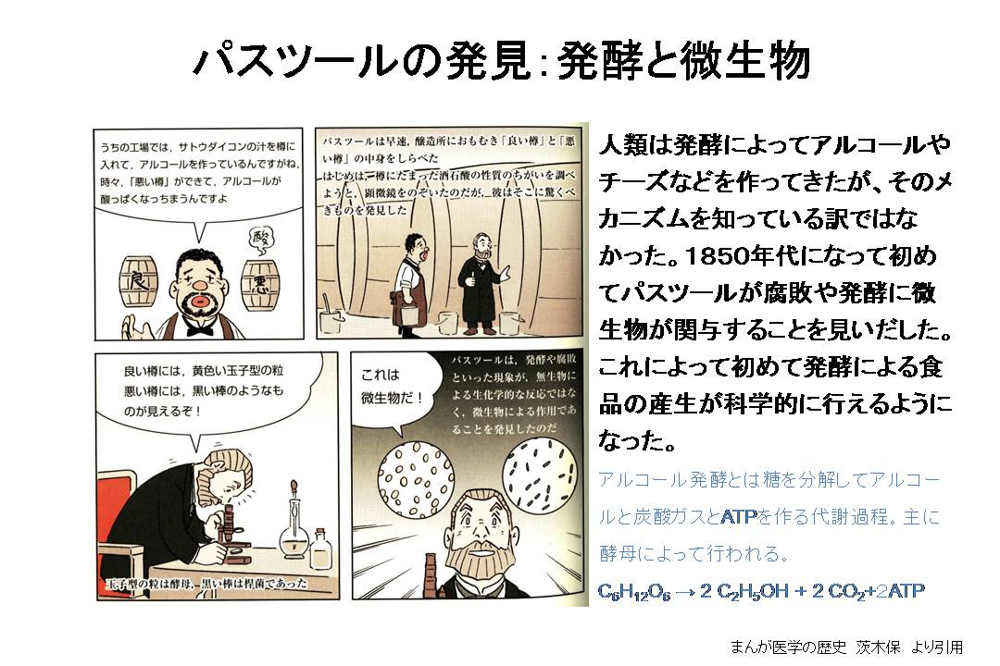 パスツールの発見：発酵と微生物
うちの工場では，サトウダイコンの汁を樽に
入れて，アルコールを作っているんですがね，
時々，「悪い樽」ができて，アルコールが
酸っぱくなっちまうんですよ
酸
良
悪
パスツールは早速，醸造所におもむき「良い樽」と「悪
い樽」の中身をしらべた
はじめは，樽にたまった酒石酸の性質のちがいを調べ
ようと，顕微鏡をのぞいたのだが，彼はそこに驚くべ
きものを発見した
良い樽には，黄色い玉子型の粒
悪い樽には，黒い棒のようなも
のが見えるぞ！
玉子型の粒は酵母，黒い棒は桿菌であった
これは
微生物だ！
パスツールは，発酵や腐敗
といった現象が，無生物に
よる生化学的な反応ではな
く，微生物による作用であ
ることを発見したのだ
人類は発酵によってアルコールや
チーズなどを作ってきたが、そのメ
カニズムを知っている訳ではな
かった。1850年代になって初め
てパスツールが腐敗や発酵に微
生物が関与することを見いだした。
これによって初めて発酵による食
品の産生が科学的に行えるように
なった。
アルコール発酵とは糖を分解してアルコー
ルと炭酸ガスとATPを作る代謝過程。主に
酵母によって行われる。
C₆H₁₂O₆ → 2 C₂H₅OH + 2 CO₂+2ATP
まんが医学の歴史　茨木保　より引用